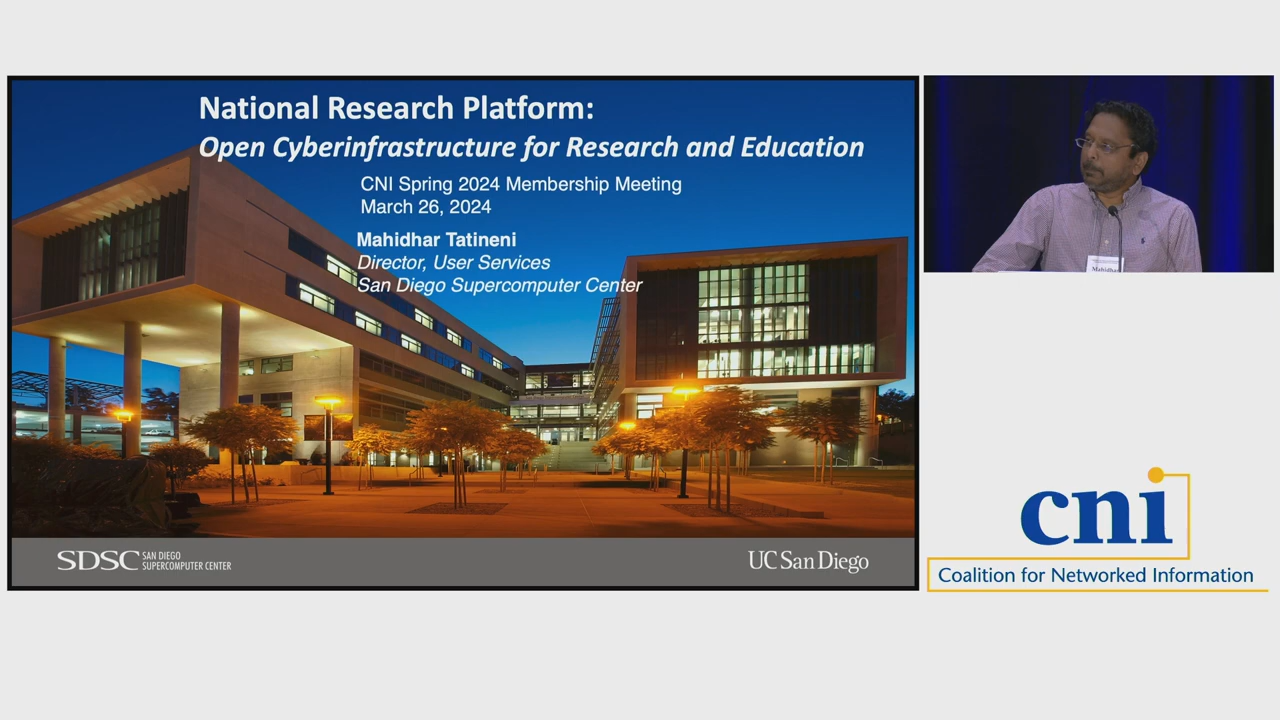 National Research Platform:
Open Cyberinfrastructure for Research and Education
CNI Spring 2024 Membership Meeting
March 26, 2024
Mahidhar Tatineni
Director, User Services
San Diego Supercomputer Center
SDSC SAN DIEGO
SUPERCOMPUTER CENTER
UC San Diego
Mahidhar
cni
Coalition for Networked Information